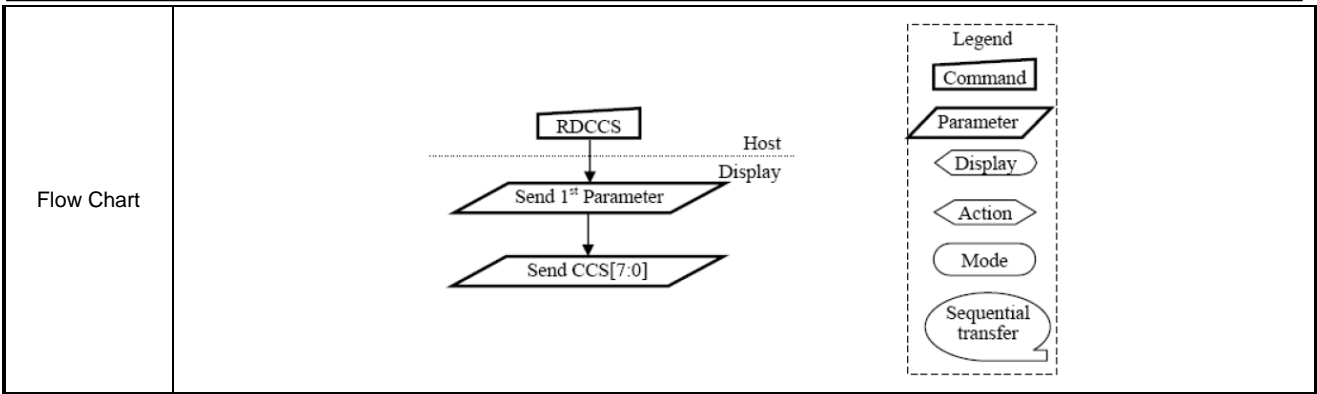 Flow Chart
RDCCS
Host
Display
Send 1st Parameter
Send CCS[7:0]
Legend
Command
Parameter
Display
Action
Mode
Sequential
transfer